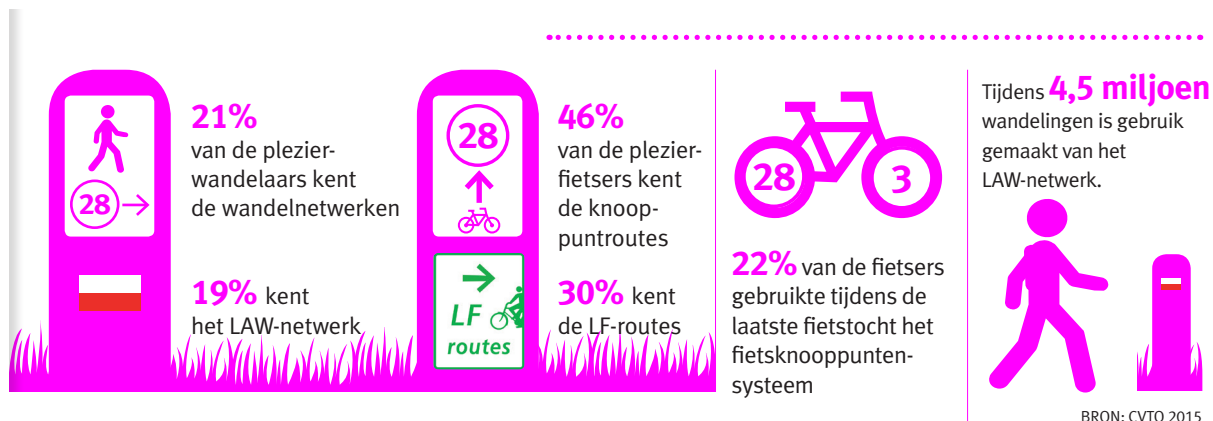 28
21%
van de plezier-
wandelaars kent
de wandelnetwerken
19% kent
het LAW-netwerk
28
LF
routes
46%
van de plezier-
fietsers kent
de knoop-
puntroutes
30% kent
de LF-routes
28 3
22% van de fietsers
gebruikte tijdens de
laatste fietstocht het
fietsknooppunten-
systeem
Tijdens 4,5 miljoen
wandelingen is gebruik
gemaakt van het
LAW-netwerk.
BRON: CVTO 2015